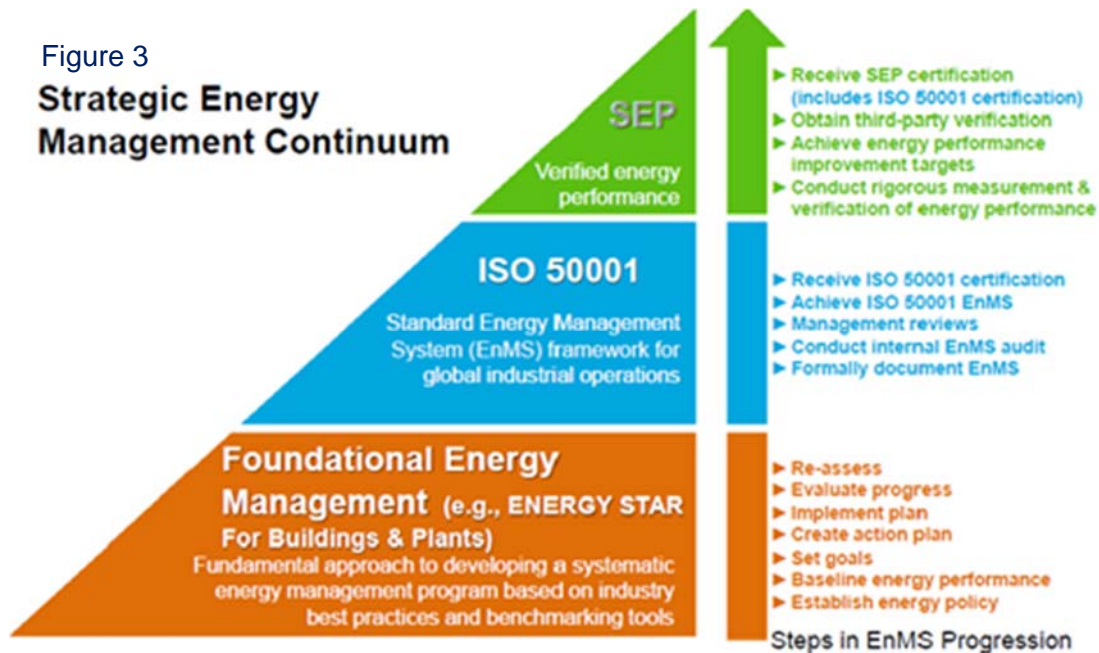 Figure 3
Strategic Energy
Management Continuum
SEP
Verified energy
performance
► Receive SEP certification
(includes ISO 50001 certification)
► Obtain third-party verification
► Achieve energy performance
improvement targets
► Conduct rigorous measurement &
verification of energy performance
ISO 50001
Standard Energy Management
System (EnMS) framework for
global industrial operations
► Receive ISO 50001 certification
► Achieve ISO 50001 EnMS
► Management reviews
► Conduct internal EnMS audit
► Formally document EnMS
Foundational Energy
Management (e.g., ENERGY STAR
For Buildings & Plants)
Fundamental approach to developing a systematic
energy management program based on industry
best practices and benchmarking tools
► Re-assess
► Evaluate progress
► Implement plan
► Create action plan
► Set goals
► Baseline energy performance
► Establish energy policy
Steps in EnMS Progression